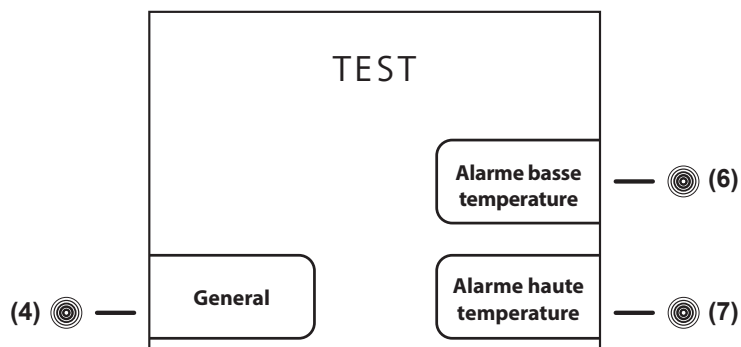 TEST
Alarme basse
temperature
(6)
(4)
General
Alarme haute
temperature
(7)